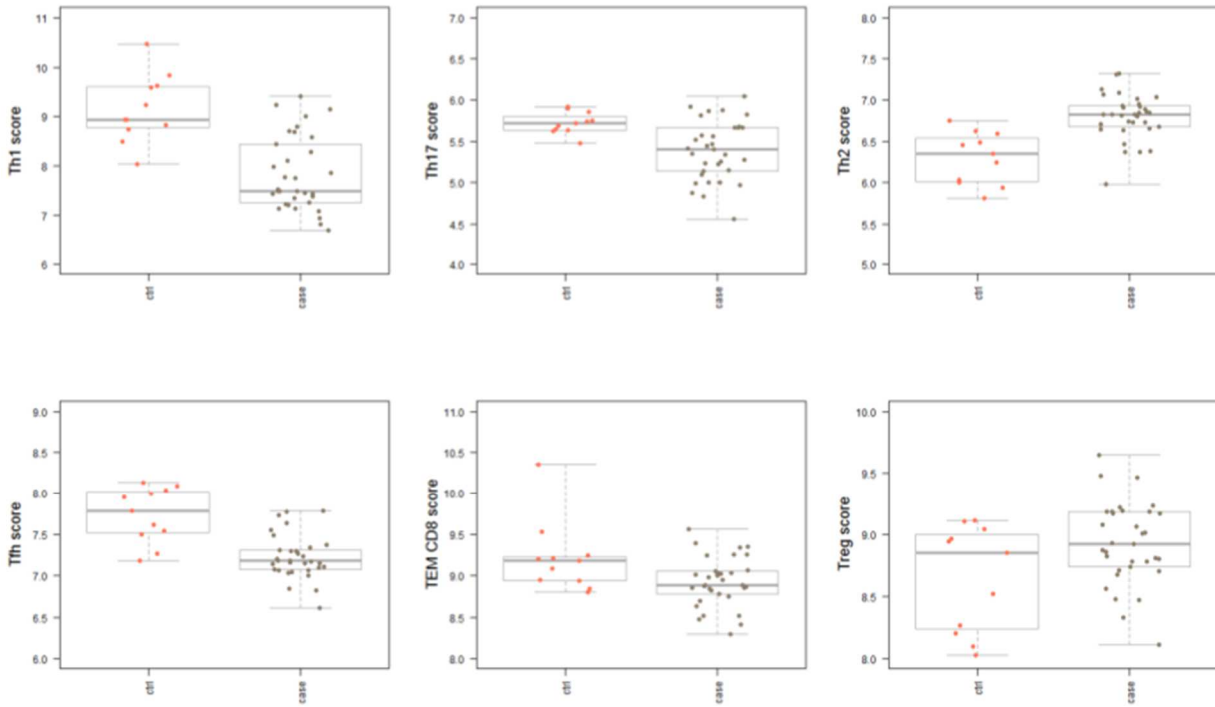 Th1 score
11
10
9
8
7
6
ctrl
case
Th17 score
7.0
6.5
6.0
5.5
5.0
4.5
4.0
ctrl
case
Th2 score
8.0
7.5
7.0
6.5
6.0
5.5
5.0
ctrl
case
Tfh score
9.0
8.5
8.0
7.5
7.0
6.5
6.0
ctrl
case
TEM CD8 score
11.0
10.5
10.0
9.5
9.0
8.5
8.0
ctrl
case
Treg score
10.0
9.5
9.0
8.5
8.0
ctrl
case